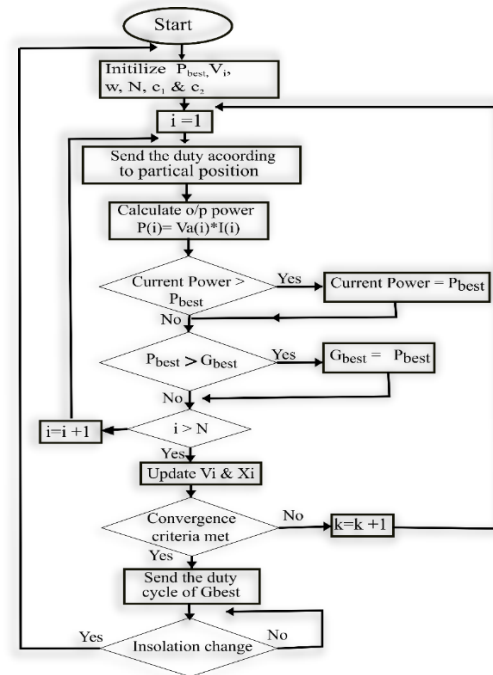 Start
Initilize P_best, V_i,
w, N, c_1 & c_2
i =1
Send the duty acoording
to partical position
Calculate o/p power
P(i)= Va(i)*I(i)
Current Power >
P_best
Yes
Current Power = P_best
No
P_best > G_best
Yes
G_best = P_best
No
i=i +1
i > N
Yes
Update Vi & Xi
Convergence
criteria met
No
k=k +1
Yes
Send the duty
cycle of Gbest
Yes
Insolation change
No